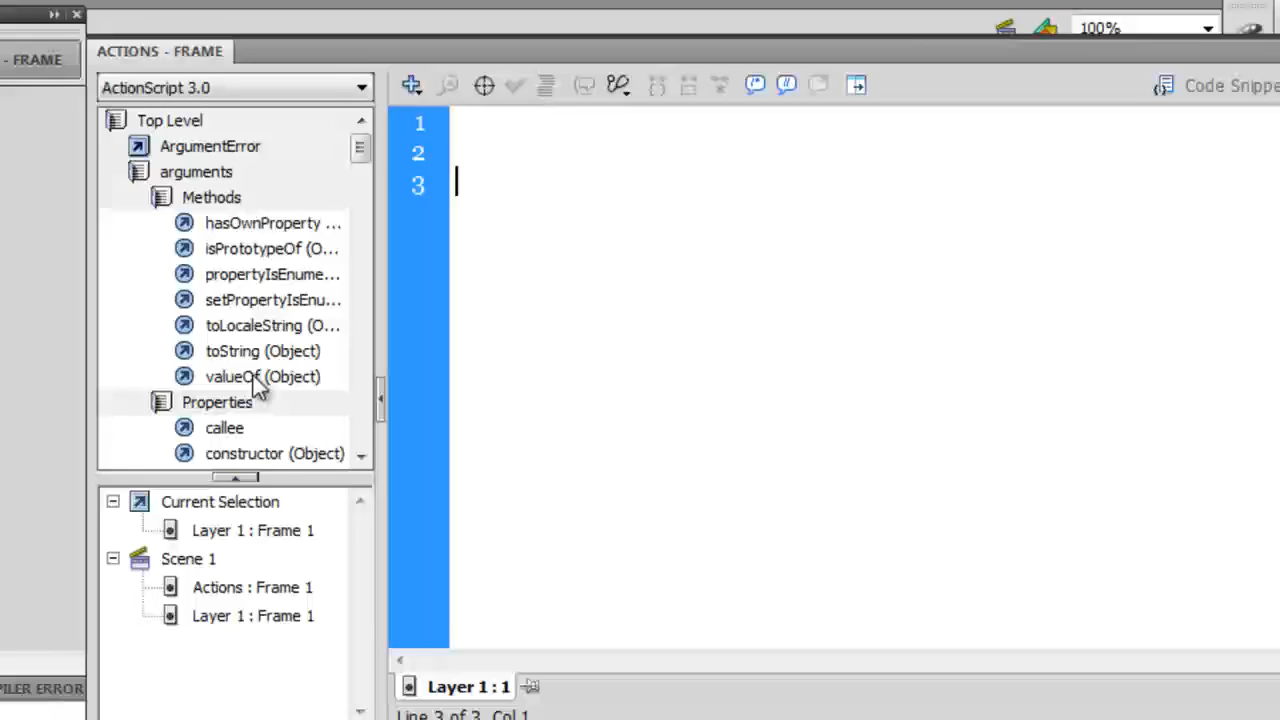 100%
- FRAME
ACTIONS - FRAME
ActionScript 3.0
Code Snippe
Top Level
ArgumentError
arguments
Methods
hasOwnProperty ...
isPrototypeOf (O...
propertyIsEnume...
setPropertyIsEnu...
toLocaleString (O...
toString (Object)
valueOf (Object)
Properties
callee
constructor (Object)
1
2
3
Current Selection
Layer 1 : Frame 1
Scene 1
Actions : Frame 1
Layer 1 : Frame 1
PILER ERROR
Layer 1 : 1
Line 3 of 3, Col 1